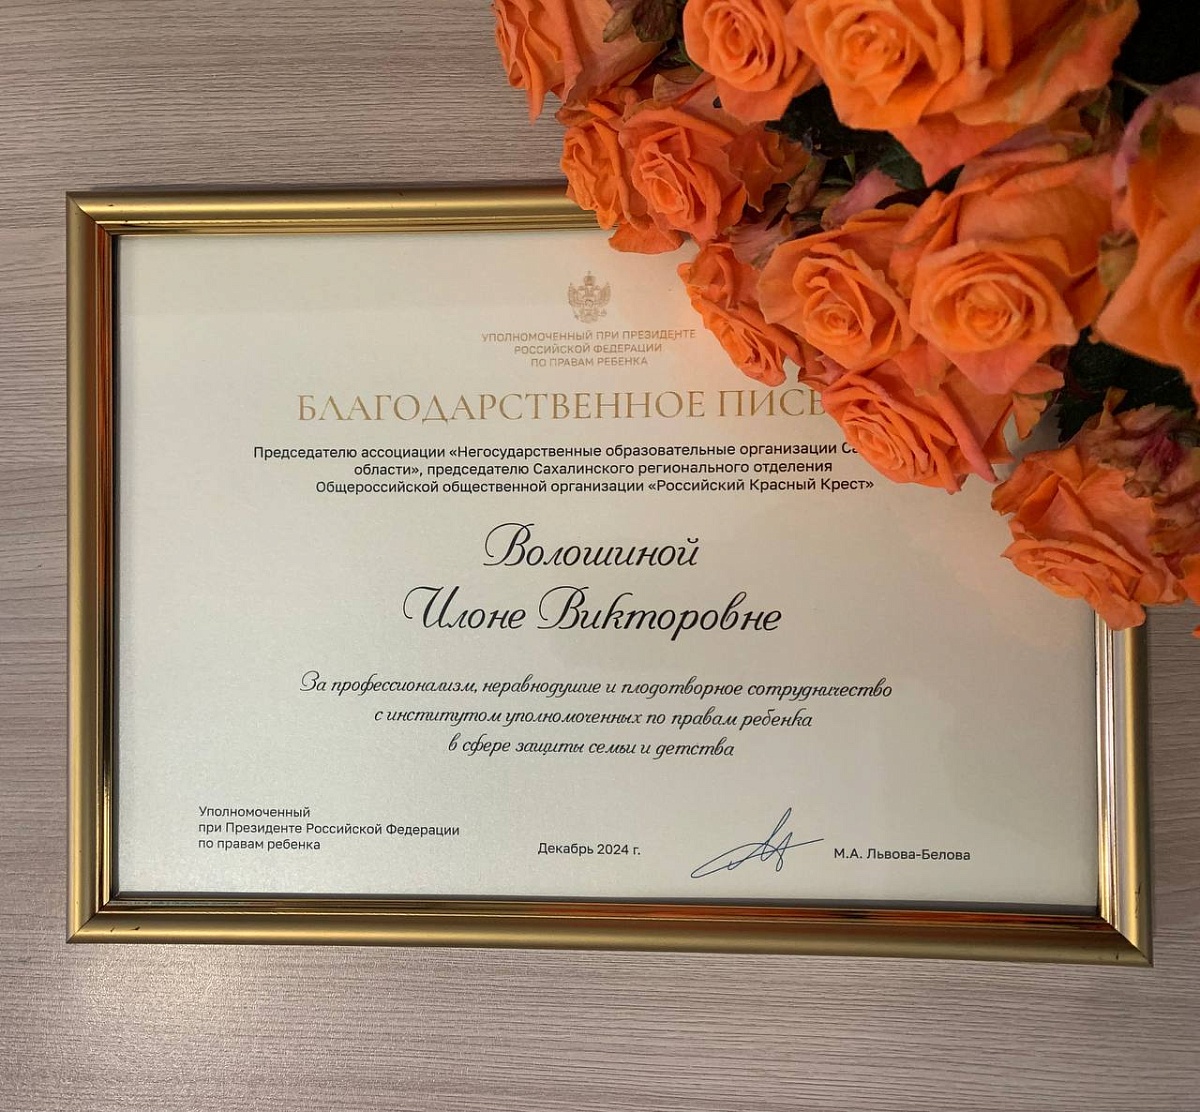 УПОЛНОМОЧЕННЫЙ ПРИ ПРЕЗИДЕНТЕ
РОССИЙСКОЙ ФЕДЕРАЦИИ
ПО ПРАВАМ РЕБЕНКА
БЛАГОДАРСТВЕННОЕ
Председателю ассоциации «Негосударственные образовательные организации
области», председателю Сахалинского регионального отделения
Общероссийской общественной организации «Российский Красный Крест»
Волошиной
Илоне Викторовне
За профессионализм, неравнодушие и плодотворное сотрудничество
с институтом уполномоченных по правам ребенка
в сфере защиты семьи и детства
Уполномоченный
при Президенте Российской Федерации
по правам ребенка
Декабрь 2024 г.
М.А. Львова-Белова